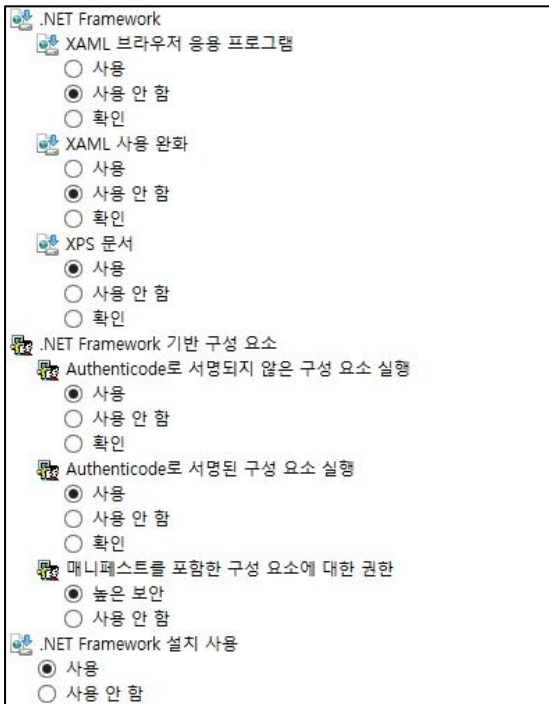 .NET Framework
XAML 브라우저 응용 프로그램
사용
사용 안 함
확인
XAML 사용 완화
사용
사용 안 함
확인
XPS 문서
사용
사용 안 함
확인
.NET Framework 기반 구성 요소
Authenticode로 서명되지 않은 구성 요소 실행
사용
사용 안 함
확인
Authenticode로 서명된 구성 요소 실행
사용
사용 안 함
확인
매니페스트를 포함한 구성 요소에 대한 권한
높은 보안
사용 안 함
.NET Framework 설치 사용
사용
사용 안 함